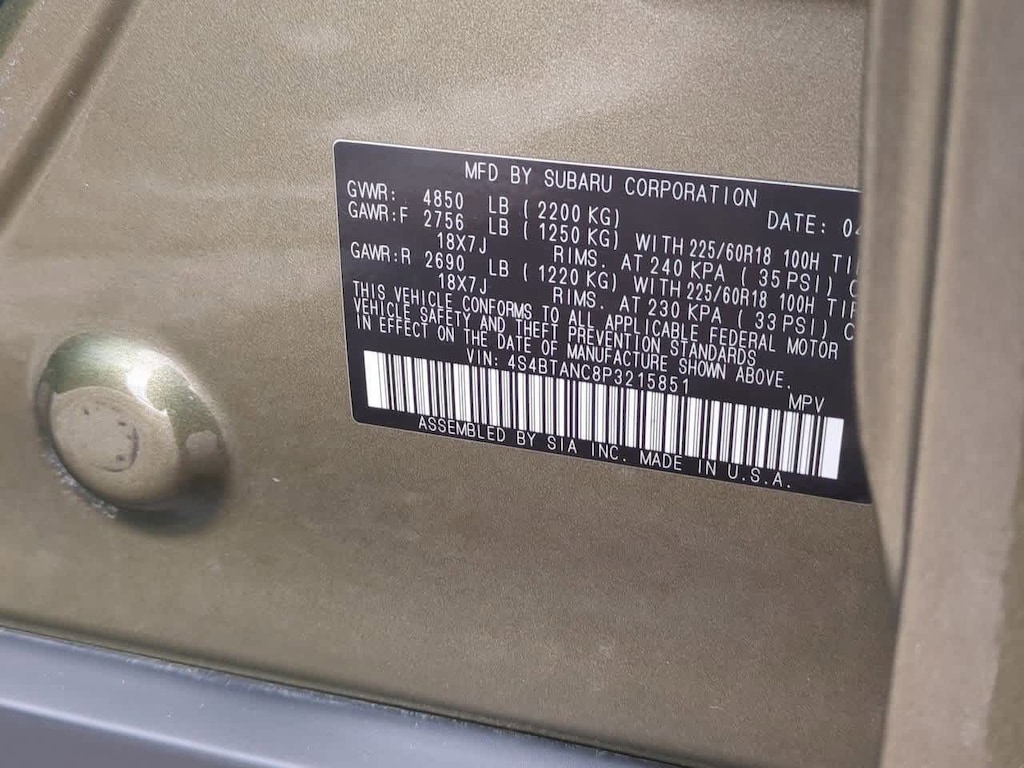 MFD BY SUBARU CORPORATION
GVWR: 4850 LB ( 2200 KG) DATE: 04
GAWR:F 2756 LB ( 1250 KG) WITH 225/60R18 100H TI
18X7J RIMS. AT 240 KPA ( 35 PSI) C
GAWR:R 2690 LB ( 1220 KG) WITH 225/60R18 100H TIR
18X7J RIMS. AT 230 KPA ( 33 PSI) C
THIS VEHICLE CONFORMS TO ALL APPLICABLE FEDERAL MOTOR
VEHICLE SAFETY AND THEFT PREVENTION STANDARDS
IN EFFECT ON THE DATE OF MANUFACTURE SHOWN ABOVE.
VIN: 4S4BTANC8P3215851 MPV
ASSEMBLED BY SIA INC. MADE IN U.S.A.